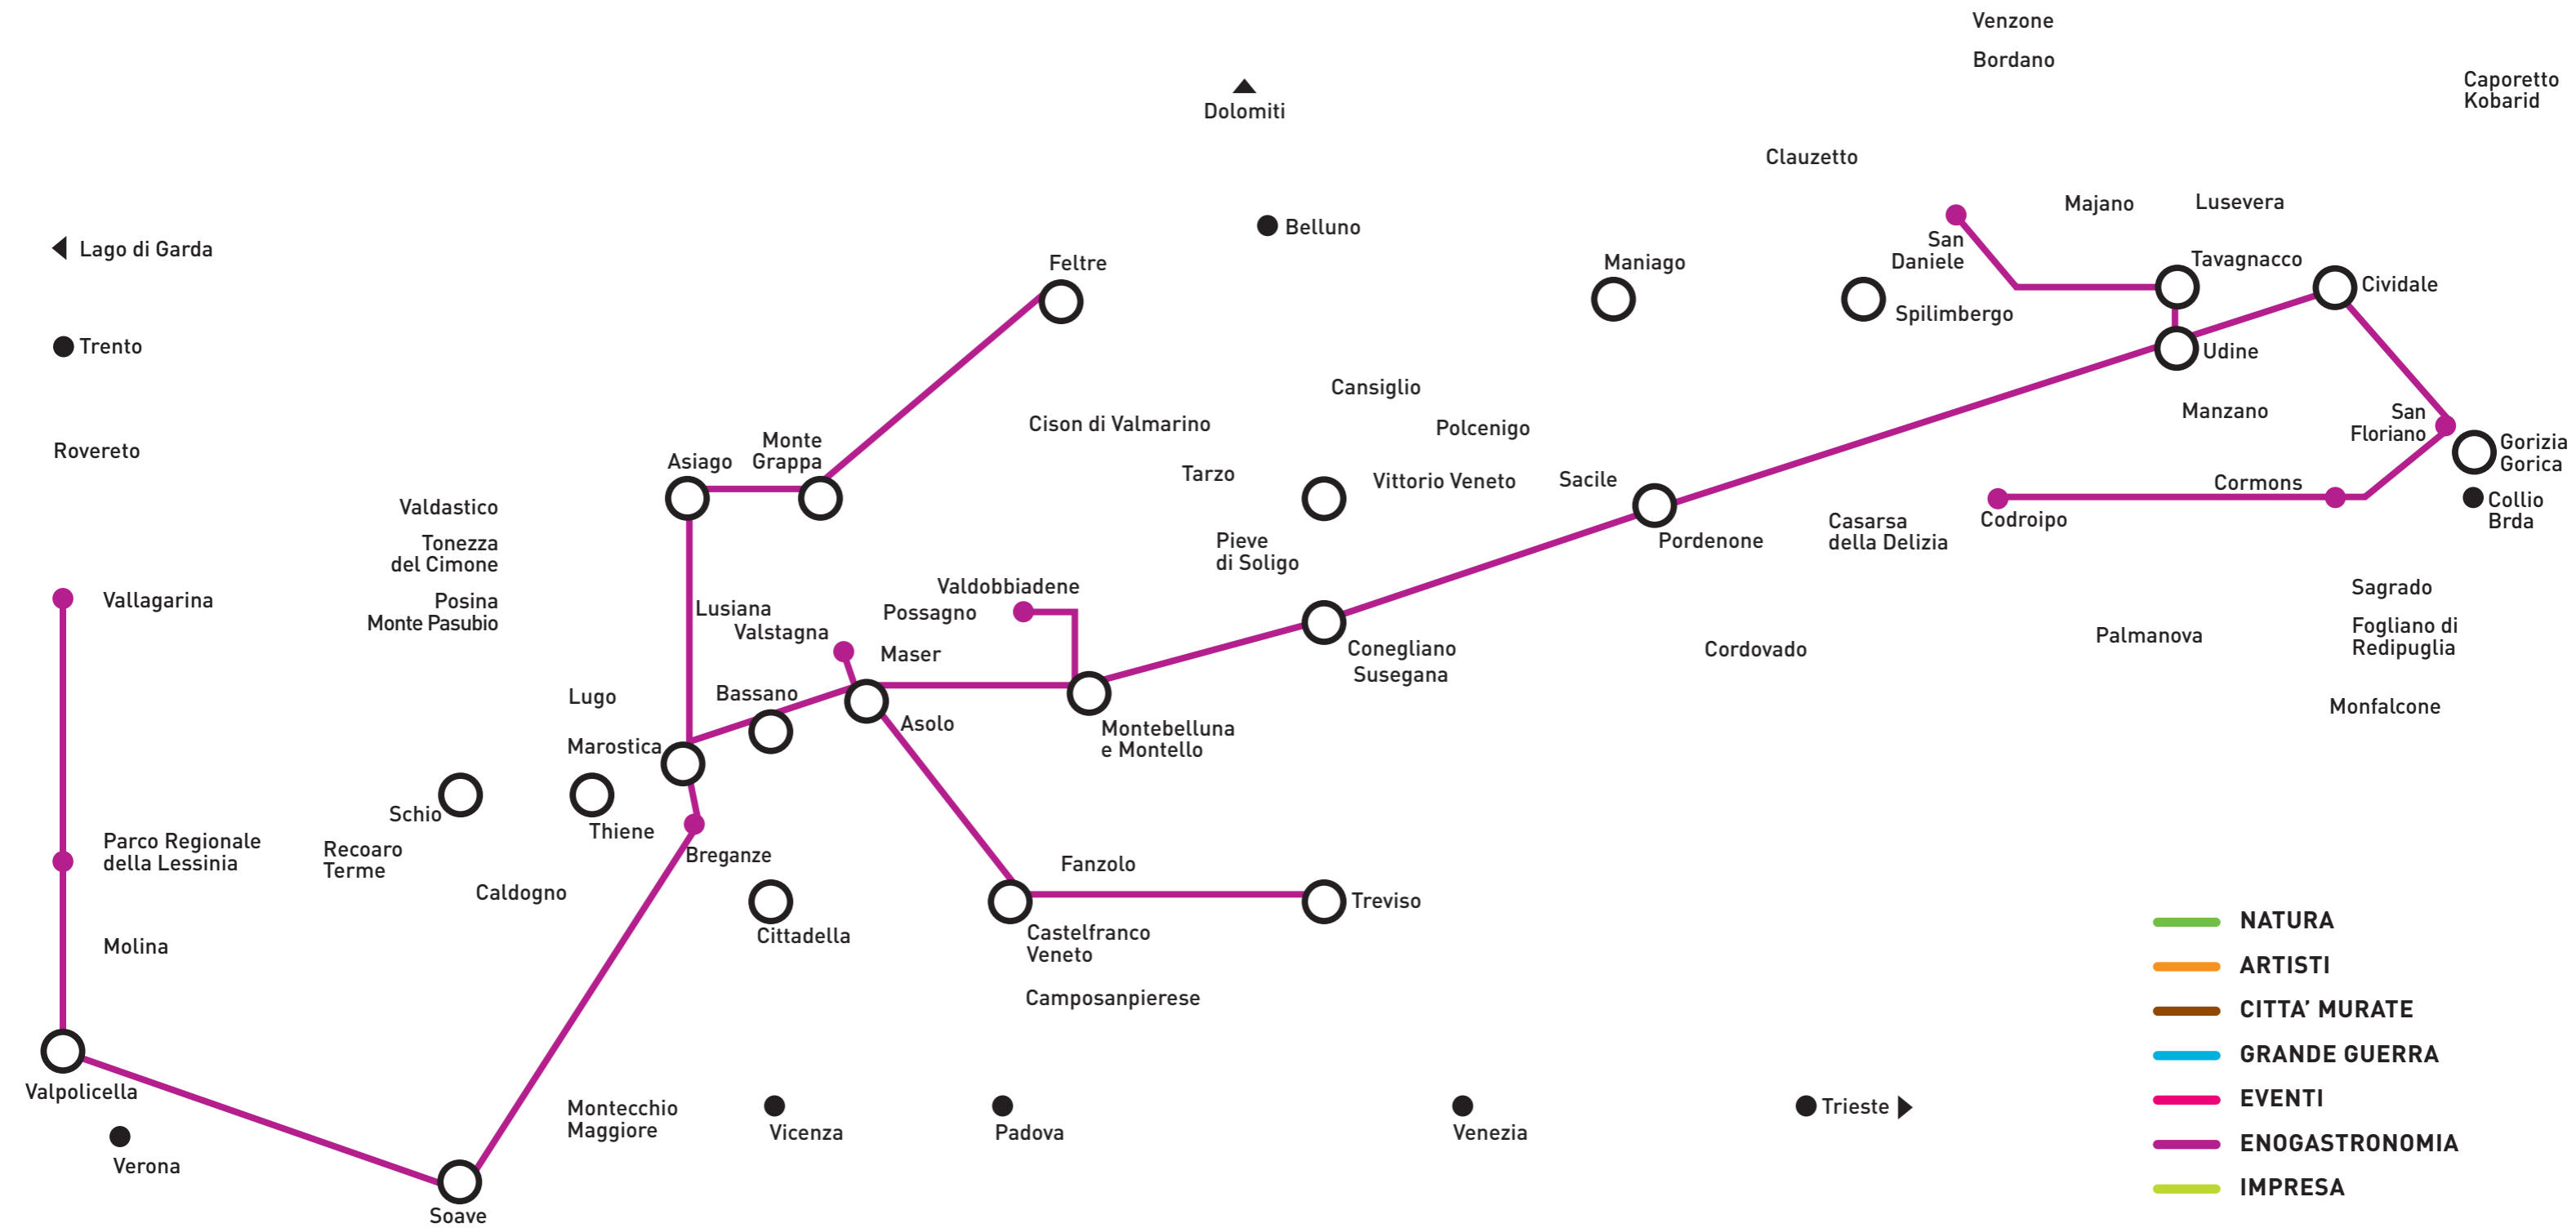 Venzone
Bordano
Caporetto
Kobarid
Dolomiti
Clauzetto
Majano
Lusevera
Belluno
San
Daniele
Lago di Garda
Feltre
Maniago
Tavagnacco
Cividale
Spilimbergo
Trento
Udine
Cansiglio
Cison di Valmarino
Polcenigo
Manzano
San
Floriano
Gorizia
Gorica
Rovereto
Asiago
Monte
Grappa
Tarzo
Vittorio Veneto
Sacile
Cormons
Collio
Brda
Valdastico
Tonezza
del Cimone
Posina
Monte Pasubio
Pieve
di Soligo
Pordenone
Casarsa
della Delizia
Codroipo
Vallagarina
Lusiana
Valstagna
Valdobbiadene
Possagno
Maser
Conegliano
Susegana
Cordovado
Palmanova
Sagrado
Fogliano di
Redipuglia
Monfalcone
Lugo
Bassano
Asolo
Montebelluna
e Montello
Marostica
Schio
Thiene
Parco Regionale
della Lessinia
Recoaro
Terme
Breganze
Fanzolo
Caldogno
Cittadella
Treviso
Castelfranco
Veneto
Camposanpierese
Molina
Valpolicella
Verona
Montecchio
Maggiore
Vicenza
Padova
Venezia
Trieste
Soave
NATURA
ARTISTI
CITTA' MURATE
GRANDE GUERRA
EVENTI
ENOGASTRONOMIA
IMPRESA